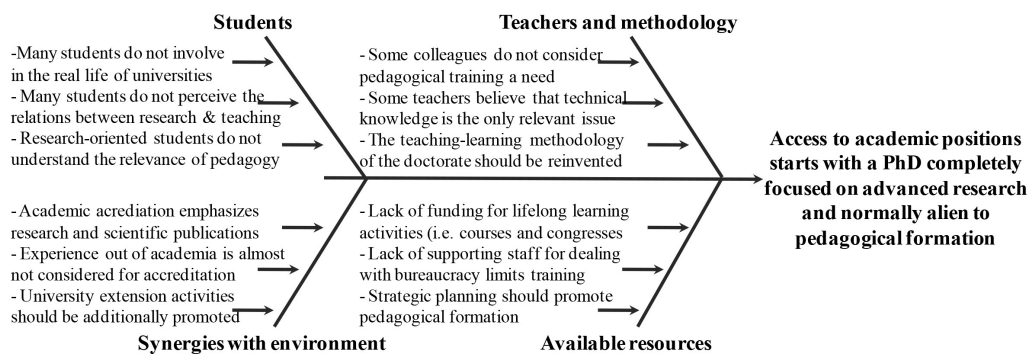 Students
-Many students do not involve
in the real life of universities
- Many students do not perceive the
relations between research & teaching
- Research-oriented students do not
understand the relevance of pedagogy
Teachers and methodology
- Some colleagues do not consider
pedagogical training a need
- Some teachers believe that technical
knowledge is the only relevant issue
- The teaching-learning methodology
of the doctorate should be reinvented
Access to academic positions
starts with a PhD completely
focused on advanced research
and normally alien to
pedagogical formation
- Academic acrediation emphasizes
research and scientific publications
- Experience out of academia is almost
not considered for accreditation
- University extension activities
should be additionally promoted
Synergies with environment
- Lack of funding for lifelong learning
activities (i.e. courses and congresses
- Lack of supporting staff for dealing
with bureaucracy limits training
- Strategic planning should promote
pedagogical formation
Available resources